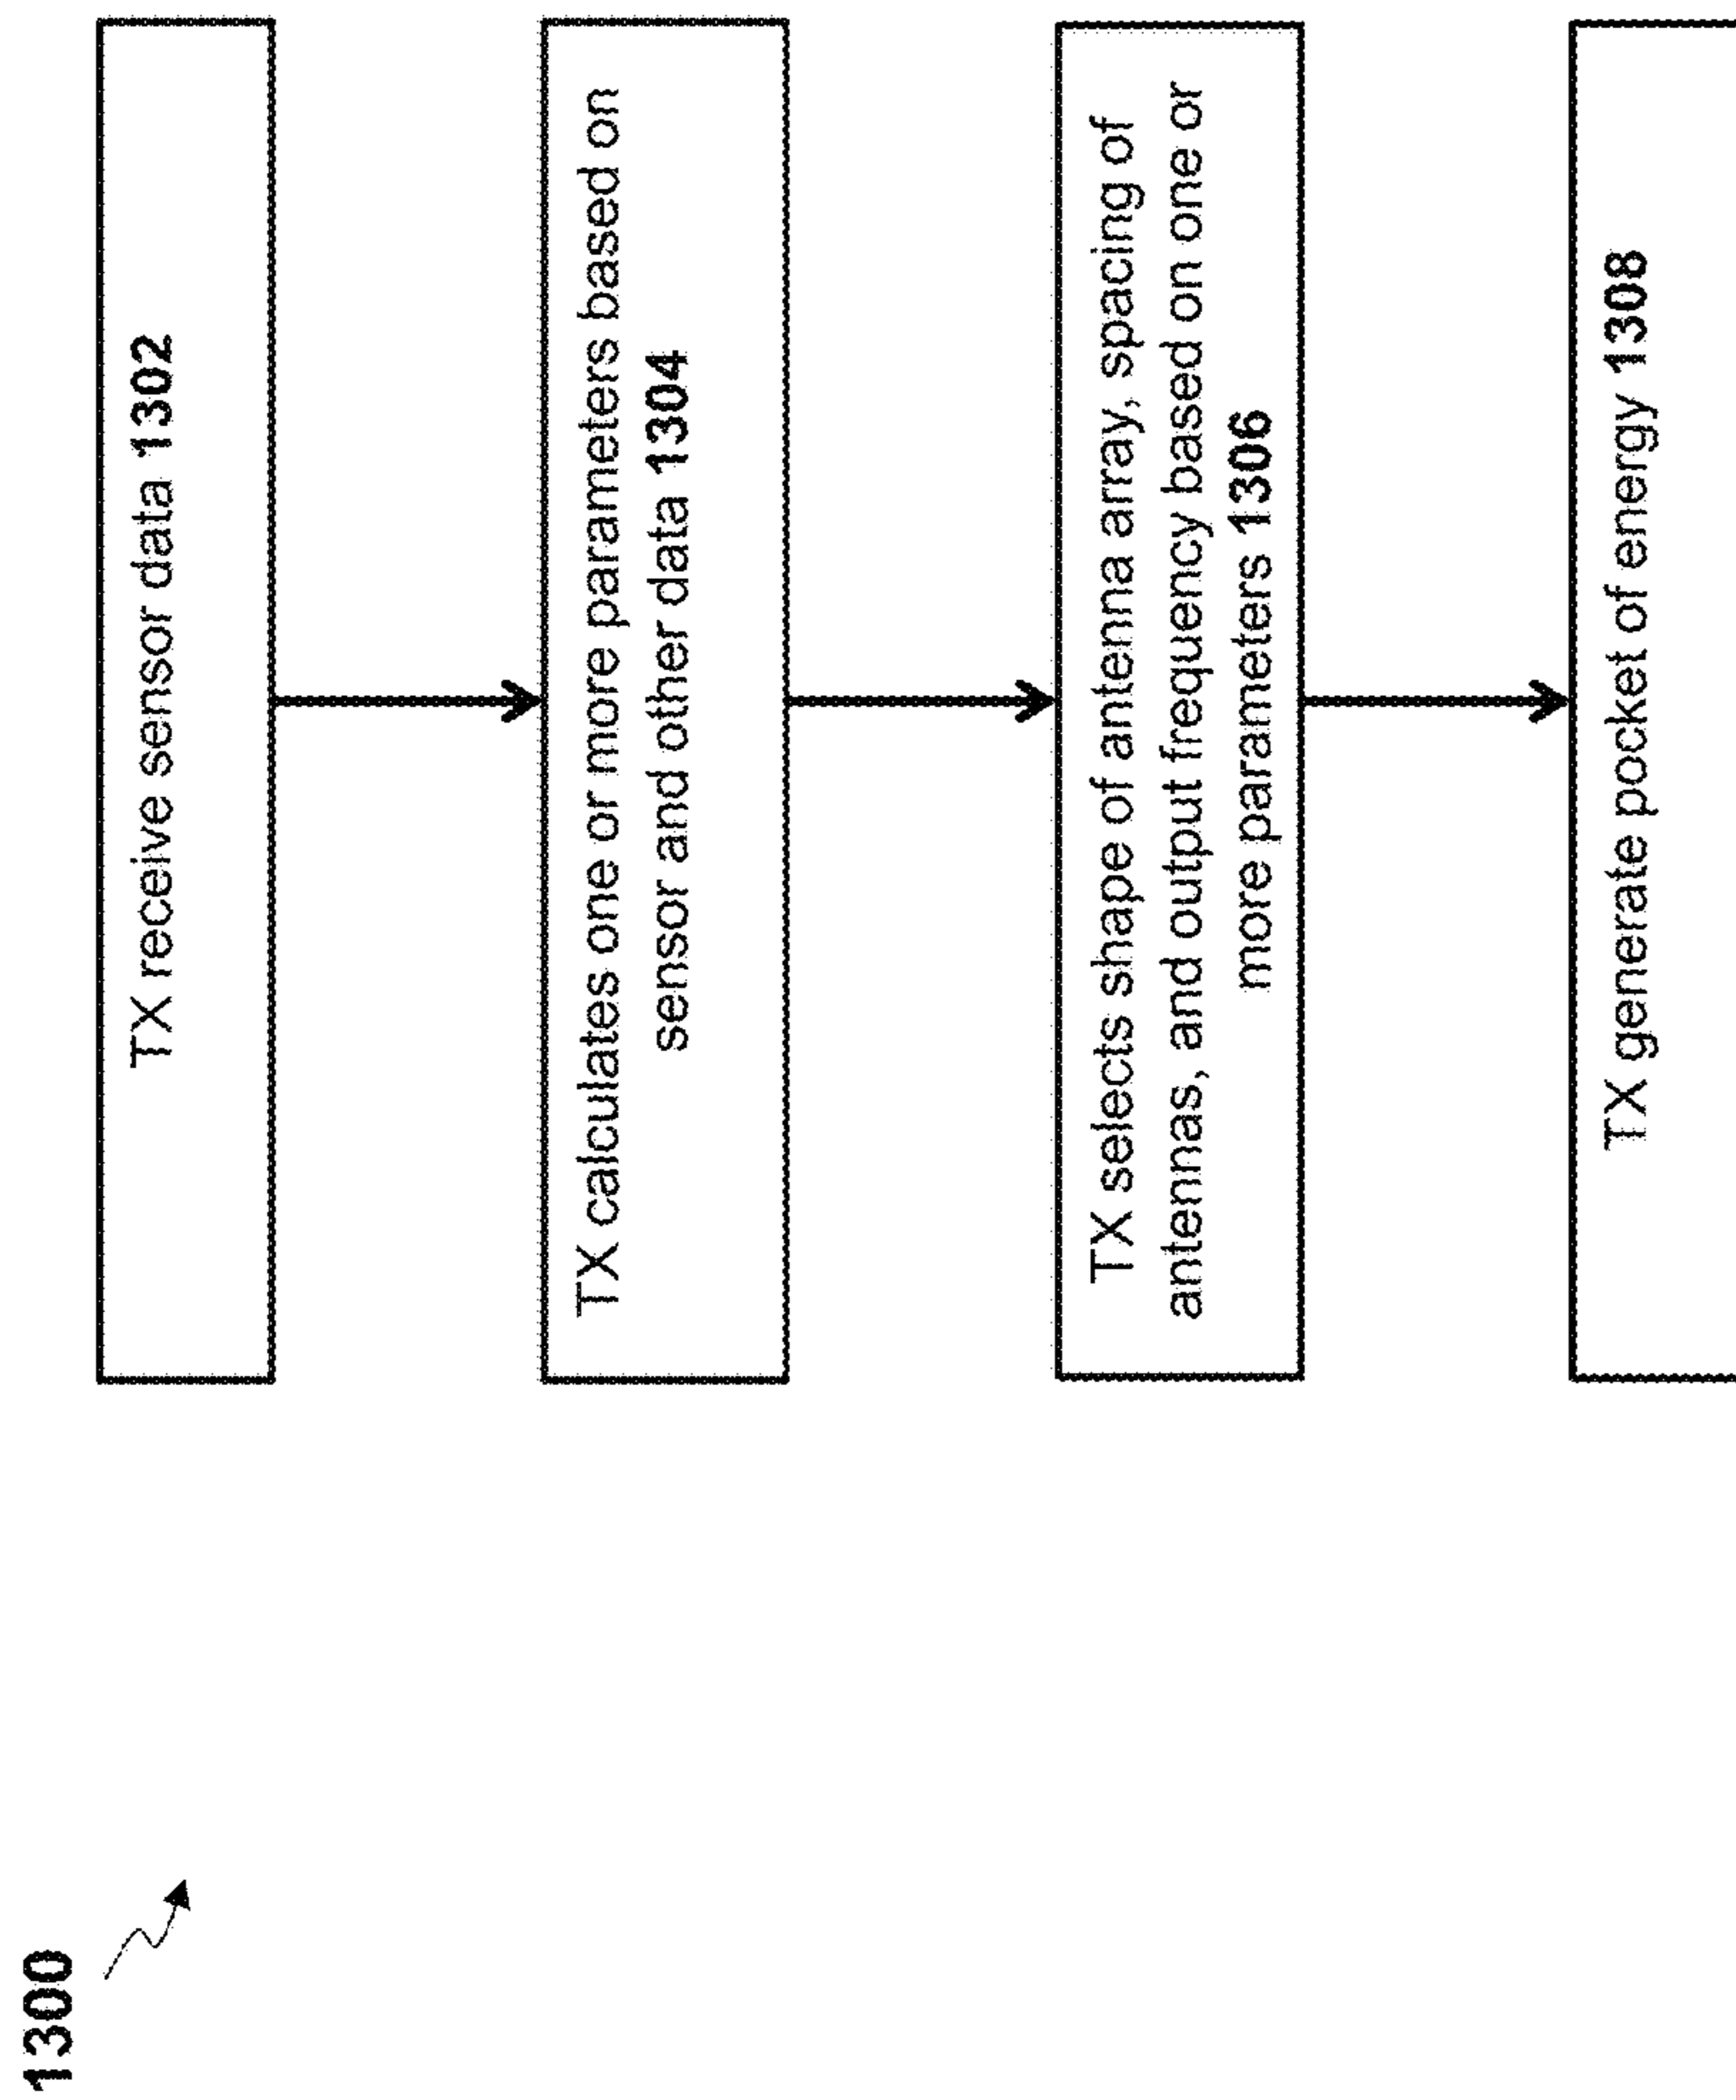 1300
TX receive sensor data 1302
TX calculates one or more parameters based on
sensor and other data 1304
TX selects shape of antenna array, spacing of
antennas, and output frequency based on one or
more parameters 1306
TX generate pocket of energy 1308